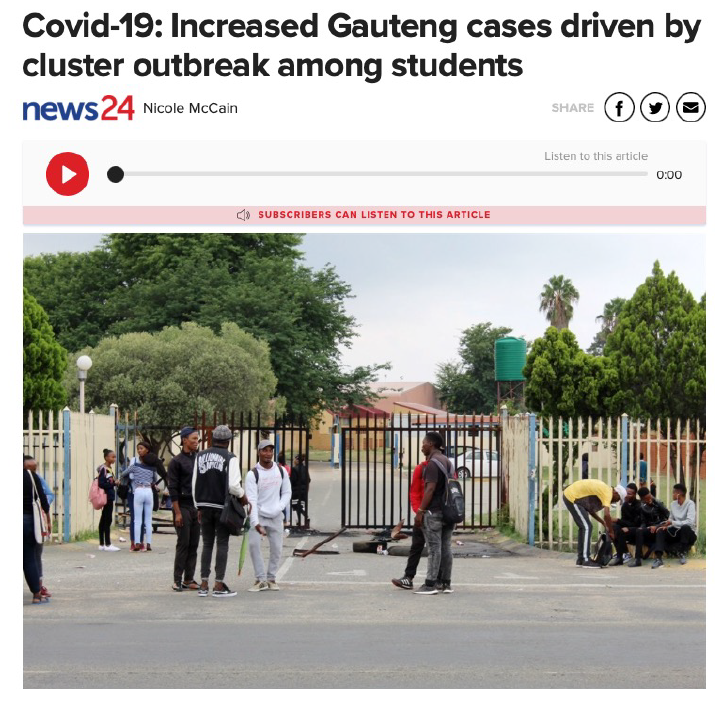 Covid-19: Increased Gauteng cases driven by
cluster outbreak among students
news24 Nicole McCain
SHARE
Listen to this article
0:00
SUBSCRIBERS CAN LISTEN TO THIS ARTICLE